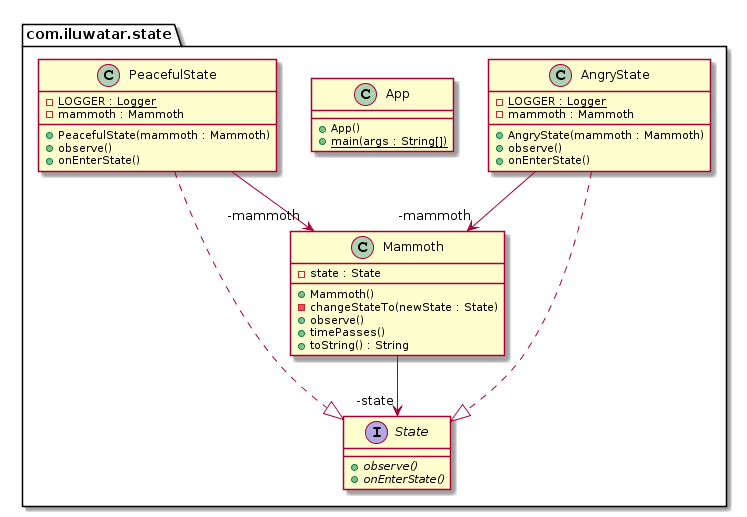 com.iluwatar.state
C PeacefulState
LOGGER : Logger
mammoth : Mammoth
PeacefulState(mammoth : Mammoth)
observe()
onEnterState()
C App
App()
main(args : String[])
C AngryState
LOGGER : Logger
mammoth : Mammoth
AngryState(mammoth : Mammoth)
observe()
onEnterState()
-mammoth
-mammoth
C Mammoth
state : State
Mammoth()
changeStateTo(newState : State)
observe()
timePasses()
toString() : String
-state
I State
observe()
onEnterState()